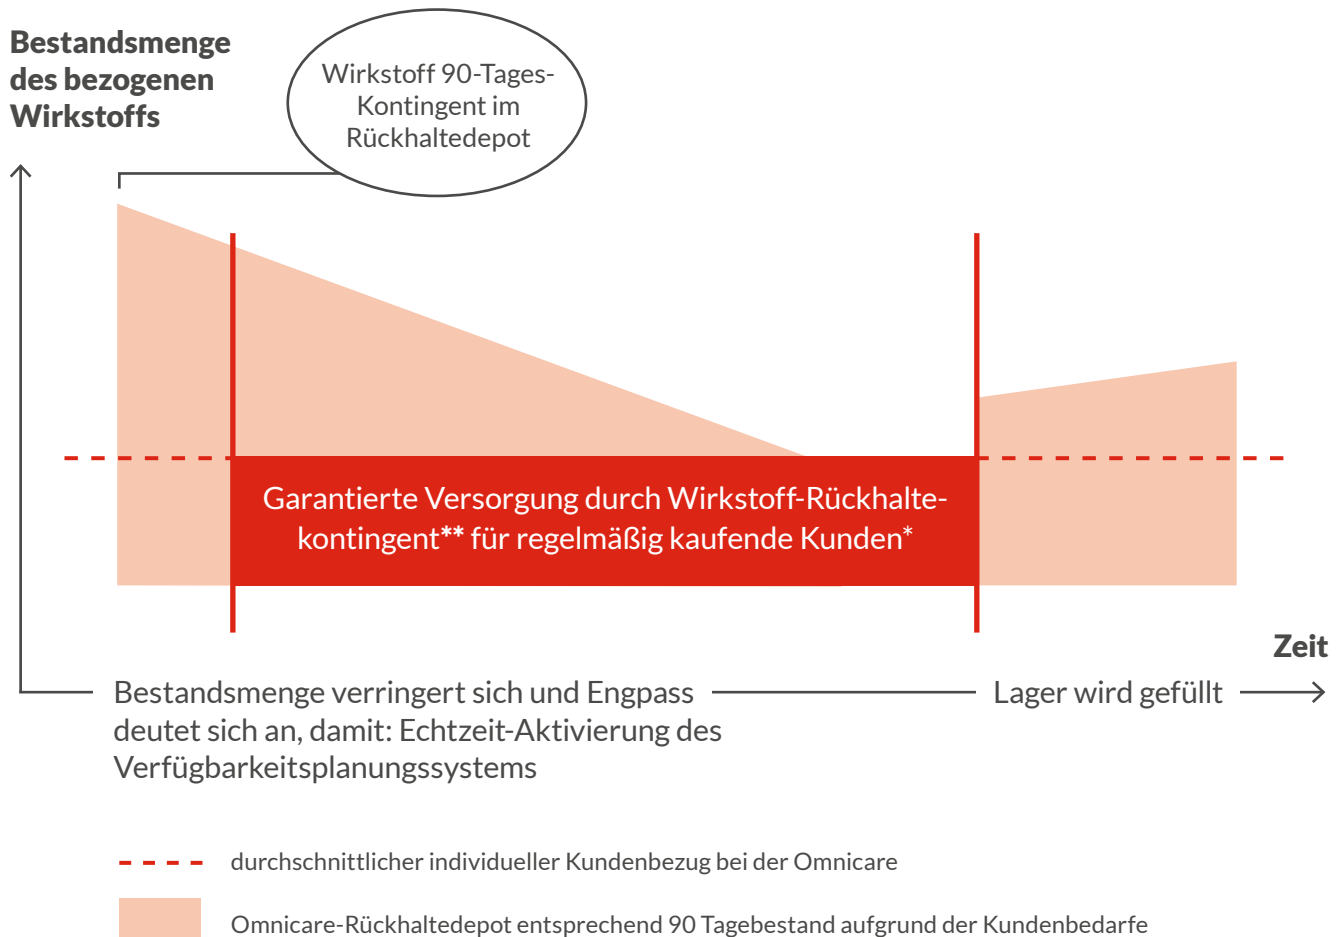 Bestandsmenge
des bezogenen
Wirkstoffs
Wirkstoff 90-Tages-
Kontingent im
Rückhaltedepot
Garantierte Versorgung durch Wirkstoff-Rückhalte-
kontingent** für regelmäßig kaufende Kunden*
Zeit
Bestandsmenge verringert sich und Engpass
deutet sich an, damit: Echtzeit-Aktivierung des
Verfügbarkeitsplanungssystems
Lager wird gefüllt
durchschnittlicher individueller Kundenbezug bei der Omnicare
Omnicare-Rückhaltedepot entsprechend 90 Tagebestand aufgrund der Kundenbedarfe